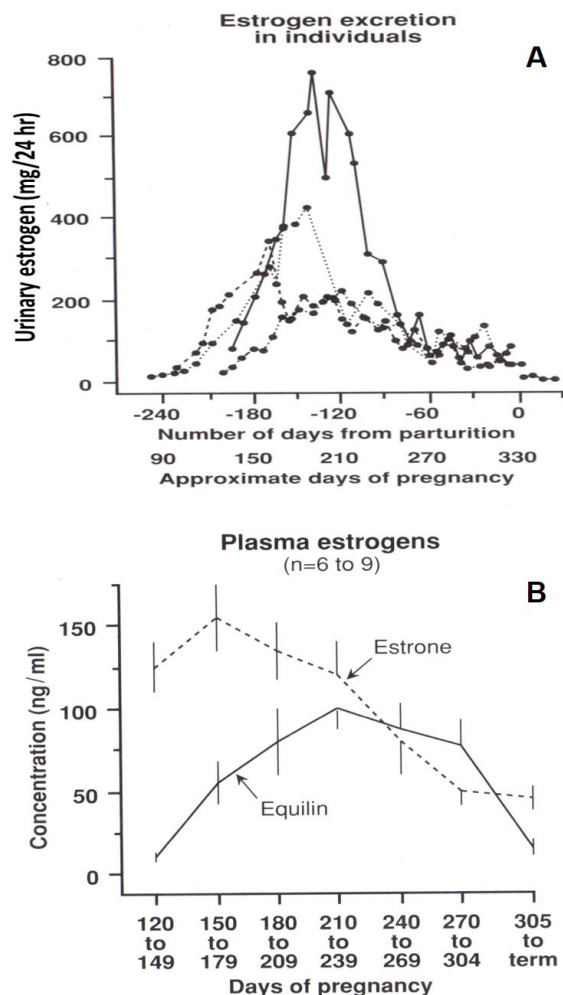 Estrogen excretion
in individuals
A
Urinary estrogen (mg/24 hr)
800
600
400
200
0
-240 -180 -120 -60 0
Number of days from parturition
90 150 210 270 330
Approximate days of pregnancy
Plasma estrogens
(n=6 to 9)
B
Concentration (ng/ml)
150
100
50
0
Estrone
Equilin
120 150 180 210 240 270 305
to to to to to to to
149 179 209 239 269 304 term
Days of pregnancy